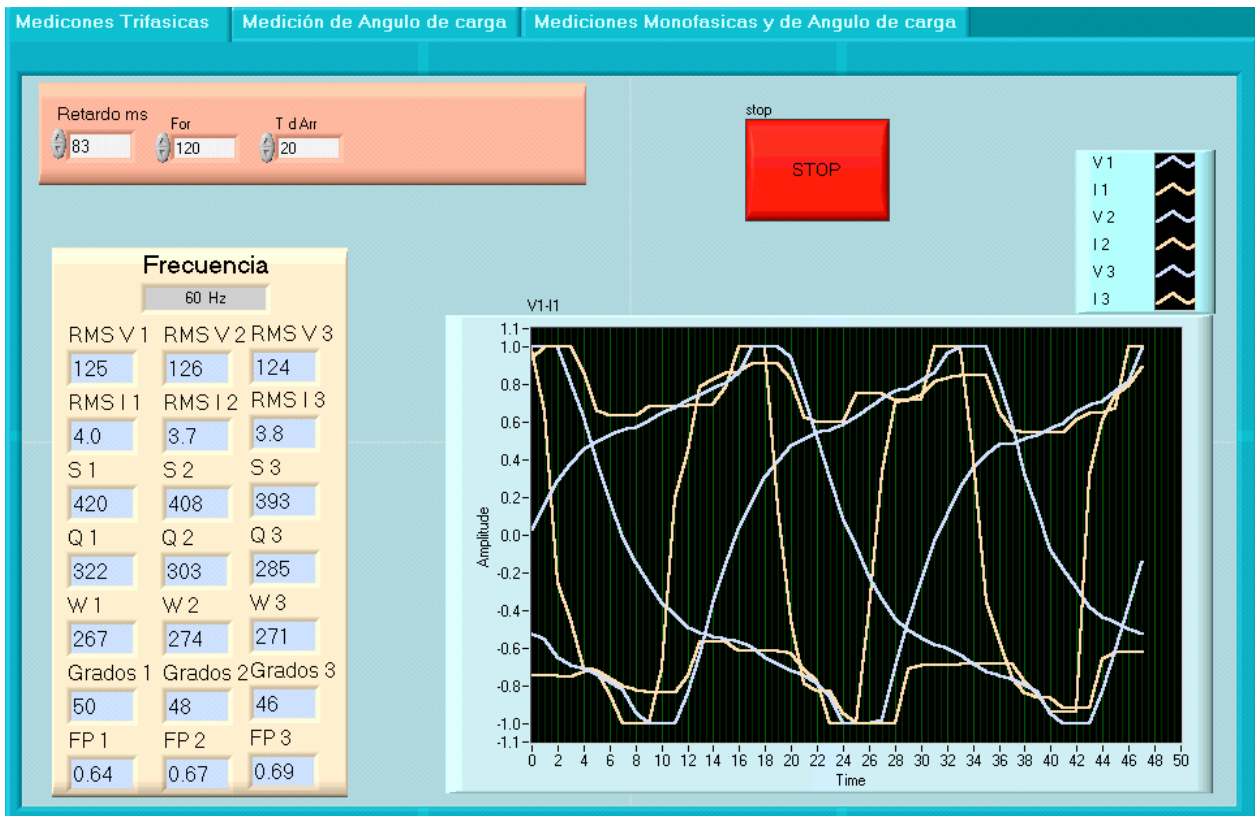 Medicones Trifasicas Medición de Angulo de carga Mediciones Monofasicas y de Angulo de carga
Retardo ms For T d Arr
83 120 20
stop
STOP
V 1
I 1
V 2
I 2
V 3
I 3
Frecuencia
60 Hz
RMS V 1 RMS V 2 RMS V 3
125 126 124
RMS I 1 RMS I 2 RMS I 3
4.0 3.7 3.8
S 1 S 2 S 3
420 408 393
Q 1 Q 2 Q 3
322 303 285
W 1 W 2 W 3
267 274 271
Grados 1 Grados 2 Grados 3
50 48 46
FP 1 FP 2 FP 3
0.64 0.67 0.69
V1-I1
1.1
1.0
0.8
0.6
0.4
0.2
0.0
-0.2
-0.4
-0.6
-0.8
-1.0
-1.1
Amplitude
0 2 4 6 8 10 12 14 16 18 20 22 24 26 28 30 32 34 36 38 40 42 44 46 48 50
Time